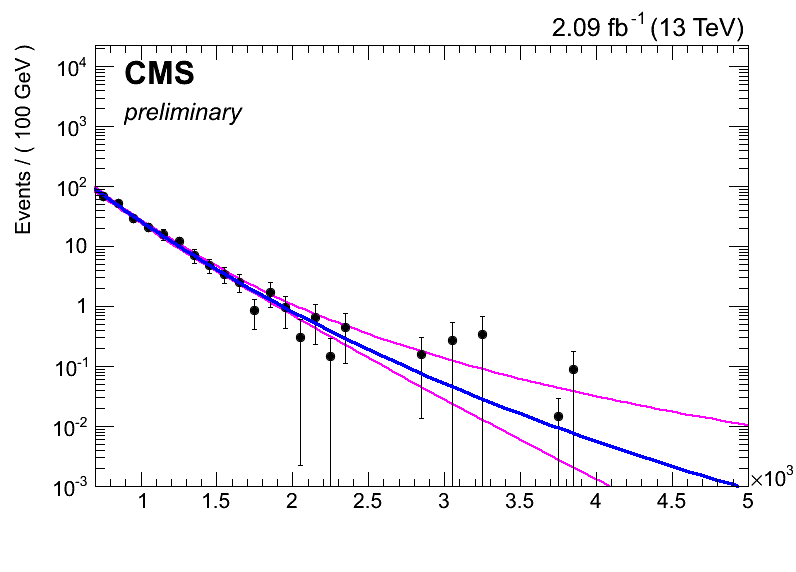 2.09 fb⁻¹ (13 TeV)
CMS
preliminary
Events / ( 100 GeV )
10⁴
10³
10²
10
1
10⁻¹
10⁻²
10⁻³
1 1.5 2 2.5 3 3.5 4 4.5 5
×10³